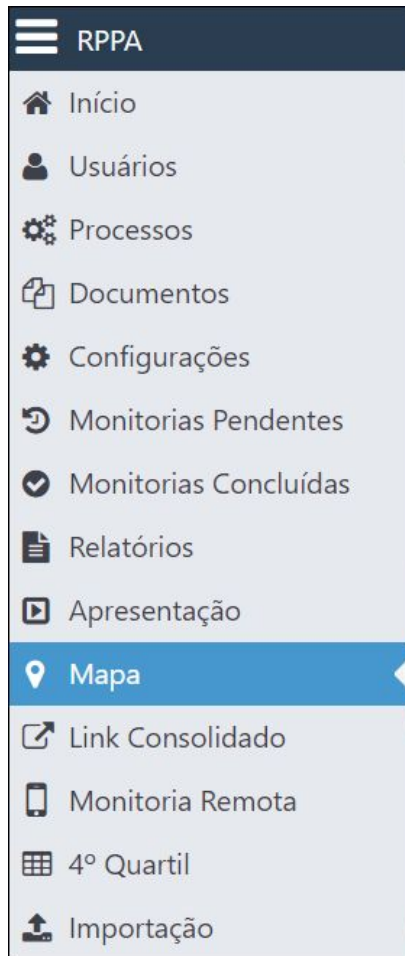 RPPA
Início
Usuários
Processos
Documentos
Configurações
Monitorias Pendentes
Monitorias Concluídas
Relatórios
Apresentação
Mapa
Link Consolidado
Monitoria Remota
4º Quartil
Importação